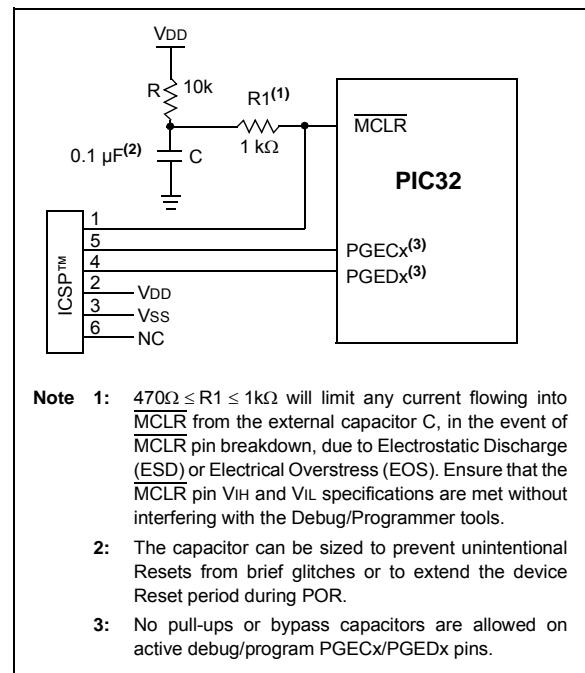 VDD
R 10k
R1(1)
1 kΩ
0.1 µF(2)
C
MCLR
PIC32
PGECx(3)
PGEDx(3)
ICSP™
1
5
4
2 VDD
3 VSS
6 NC
Note 1: 470Ω ≤ R1 ≤ 1kΩ will limit any current flowing into
MCLR from the external capacitor C, in the event of
MCLR pin breakdown, due to Electrostatic Discharge
(ESD) or Electrical Overstress (EOS). Ensure that the
MCLR pin VIH and VIL specifications are met without
interfering with the Debug/Programmer tools.
2: The capacitor can be sized to prevent unintentional
Resets from brief glitches or to extend the device
Reset period during POR.
3: No pull-ups or bypass capacitors are allowed on
active debug/program PGECx/PGEDx pins.